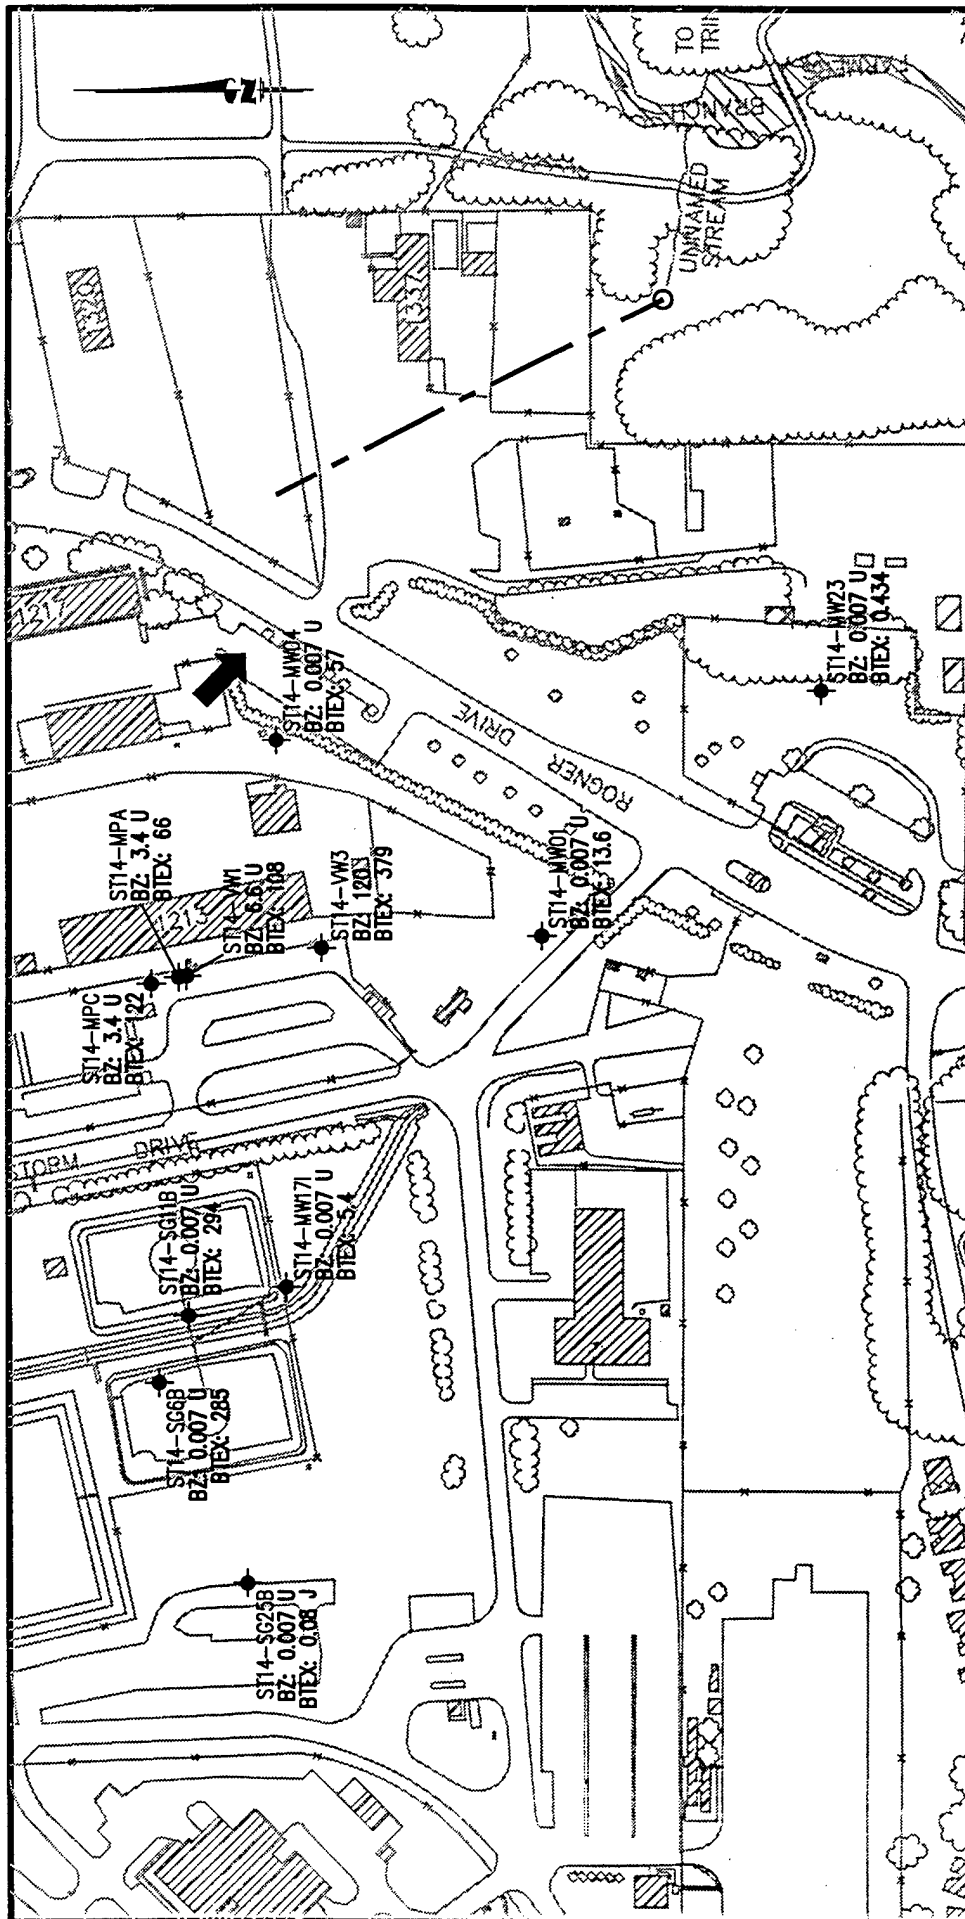 ST14-SG25B
BZ: 0.007 U
BTEX: 0.08 J
ST14-SG6B
BZ: 0.007 U
BTEX: 285
ST14-SG11B
BZ: 0.007 U
BTEX: 294
ST14-MW17I
BZ: 0.007 U
BTEX: 5.4
STORM DRIVE
ST14-MPC
BZ: 3.4 U
BTEX: 122
ST14-MPA
BZ: 3.4 U
BTEX: 66
ST14-VW1
BZ: 6.6 U
BTEX: 108
ST14-VW3
BZ: 120
BTEX: 379
ST14-MW01
BZ: 0.007 U
BTEX: 13.6
ST14-MW04
BZ: 0.007 U
BTEX: 57
ROGNER DRIVE
ST14-MW23
BZ: 0.007 U
BTEX: 0.434
1217
1329
1337
UNNAMED
STREAM
TO
N